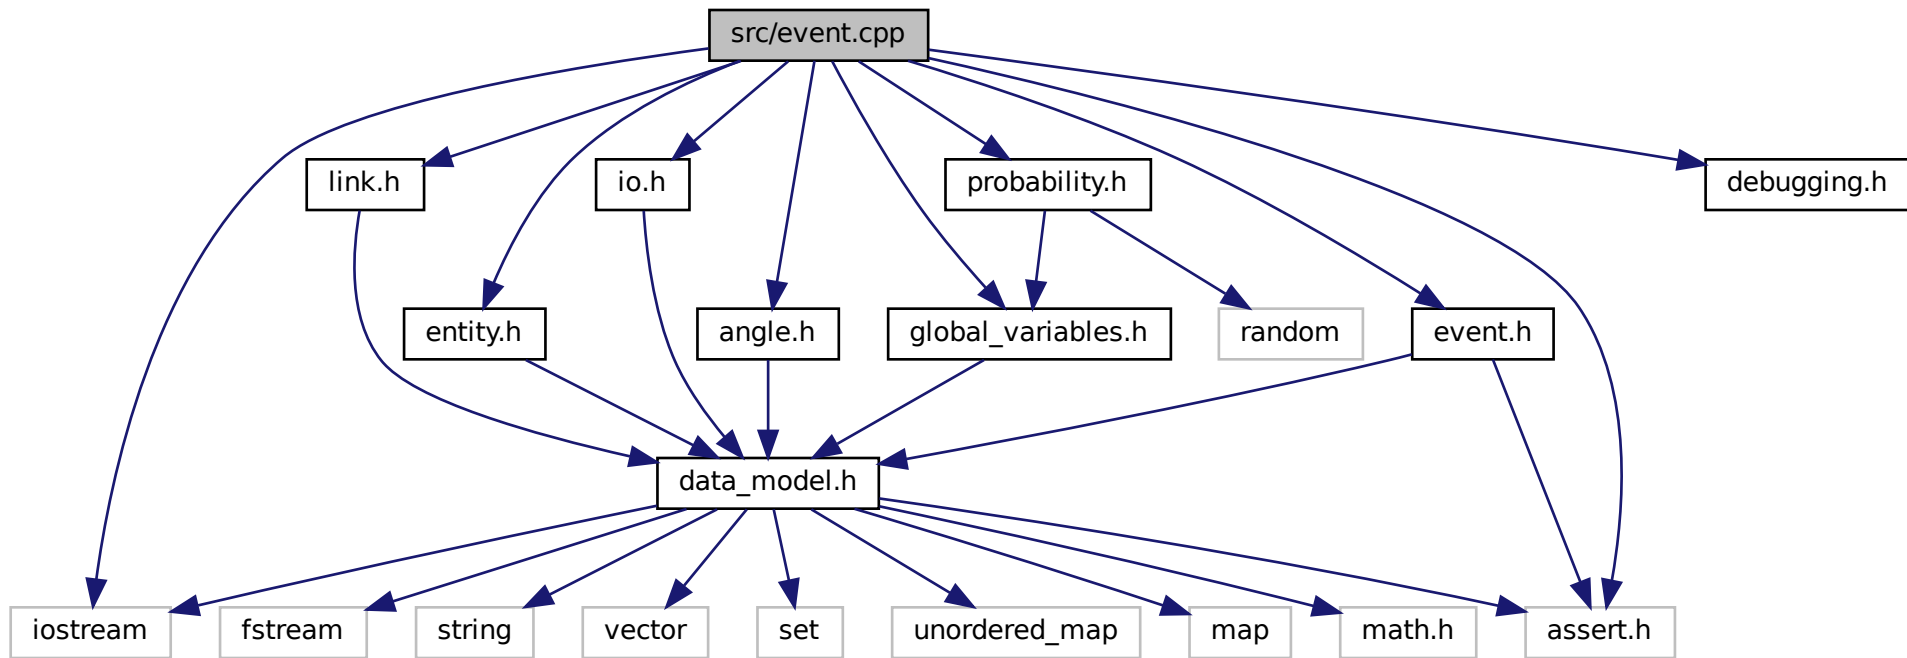 src/event.cpp
link.h
io.h
probability.h
debugging.h
entity.h
angle.h
global_variables.h
random
event.h
data_model.h
iostream
fstream
string
vector
set
unordered_map
map
math.h
assert.h